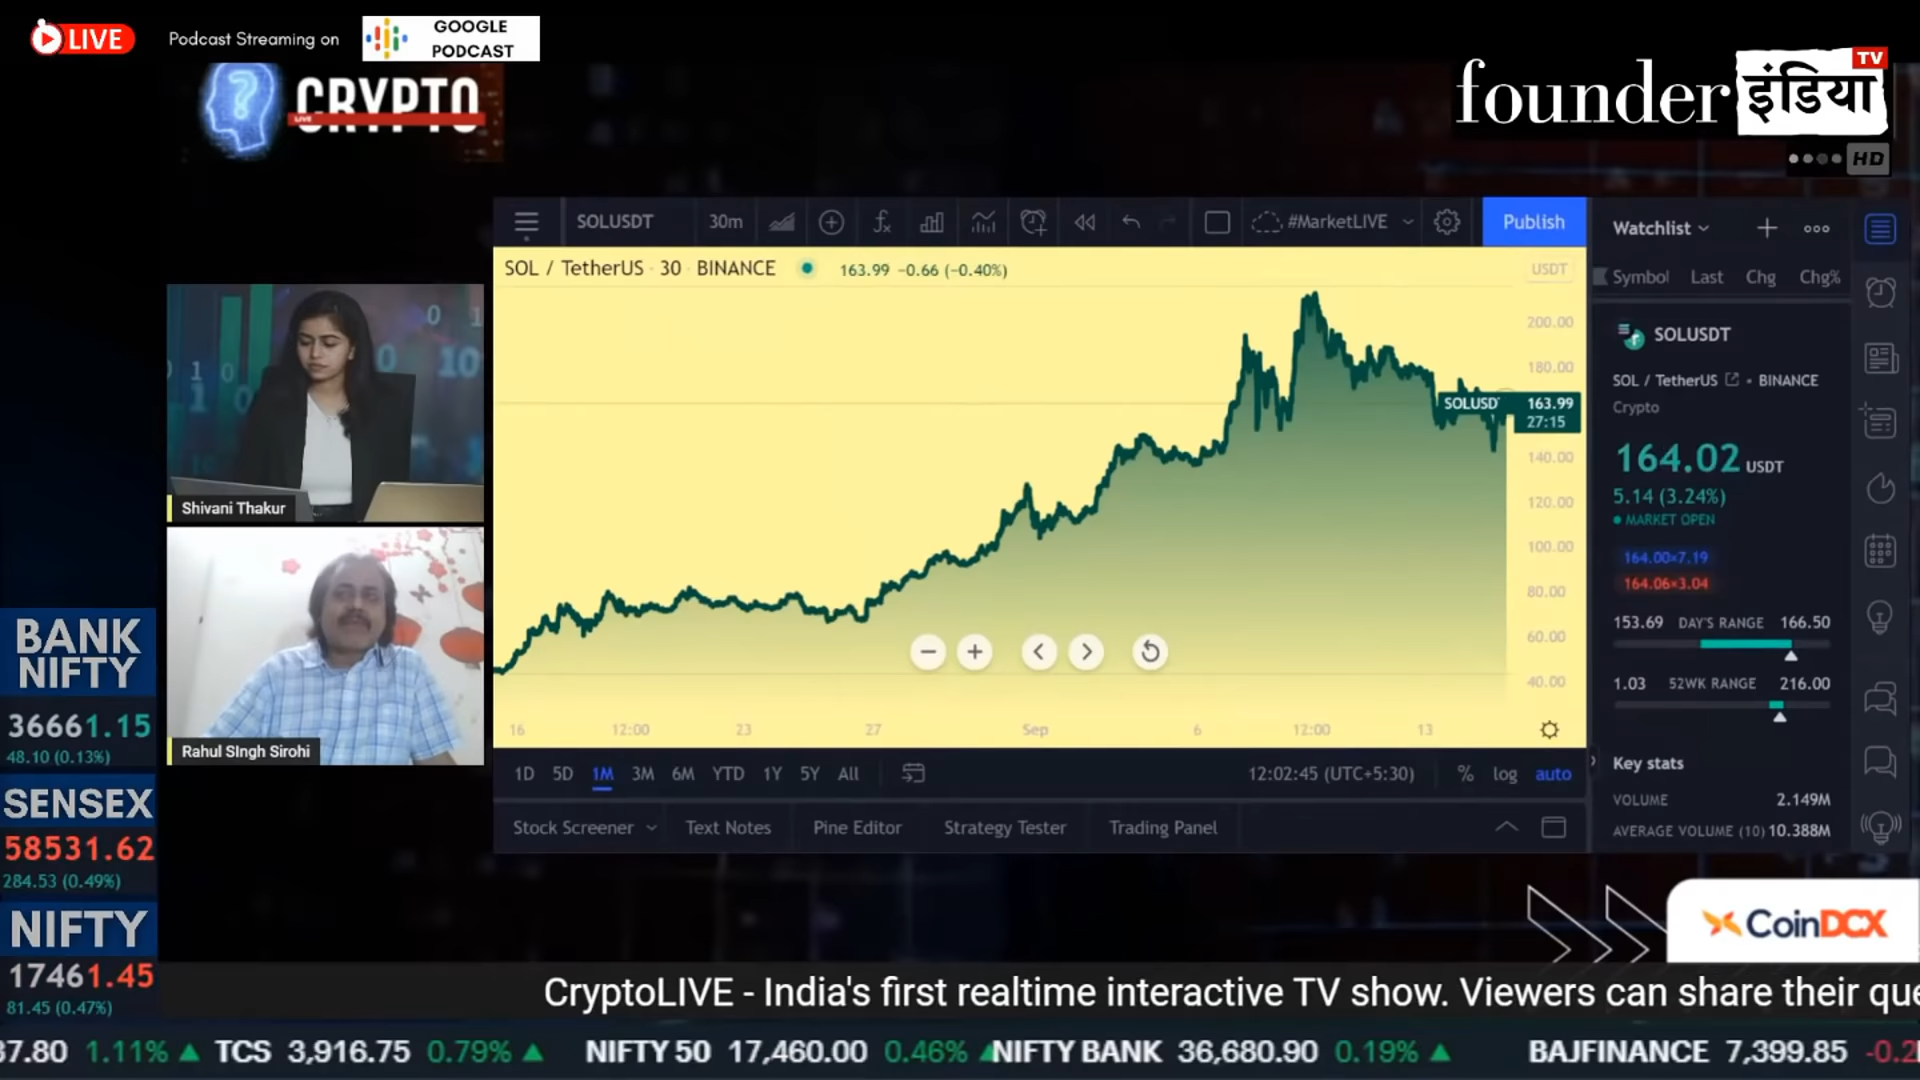 LIVE
Podcast Streaming on
GOOGLE
PODCAST
CRYPTO
LIVE
founder इंडिया TV
HD
SOLUSDT
30m
#MarketLIVE
Publish
SOL / TetherUS · 30 BINANCE
163.99 −0.66 (−0.40%)
USDT
200.00
180.00
SOLUSD
163.99
27:15
140.00
120.00
100.00
80.00
60.00
40.00
16 12:00 23 27 Sep 6 12:00 13
1D 5D 1M 3M 6M YTD 1Y 5Y All
12:02:45 (UTC+5:30) % log auto
Stock Screener Text Notes Pine Editor Strategy Tester Trading Panel
Watchlist
Symbol Last Chg Chg%
SOLUSDT
SOL / TetherUS • BINANCE
Crypto
164.02 USDT
5.14 (3.24%)
MARKET OPEN
164.00×7.19
164.06×3.04
153.69 DAY'S RANGE 166.50
1.03 52WK RANGE 216.00
Key stats
VOLUME 2.149M
AVERAGE VOLUME (10) 10.388M
Shivani Thakur
Rahul SIngh Sirohi
BANK
NIFTY
36661.15
48.10 (0.13%)
SENSEX
58531.62
284.53 (0.49%)
NIFTY
17461.45
81.45 (0.47%)
CoinDCX
CryptoLIVE - India's first realtime interactive TV show. Viewers can share their que
37.80 1.11% ▲ TCS 3,916.75 0.79% ▲ NIFTY 50 17,460.00 0.46% ▲ NIFTY BANK 36,680.90 0.19% ▲ BAJFINANCE 7,399.85 -0.2